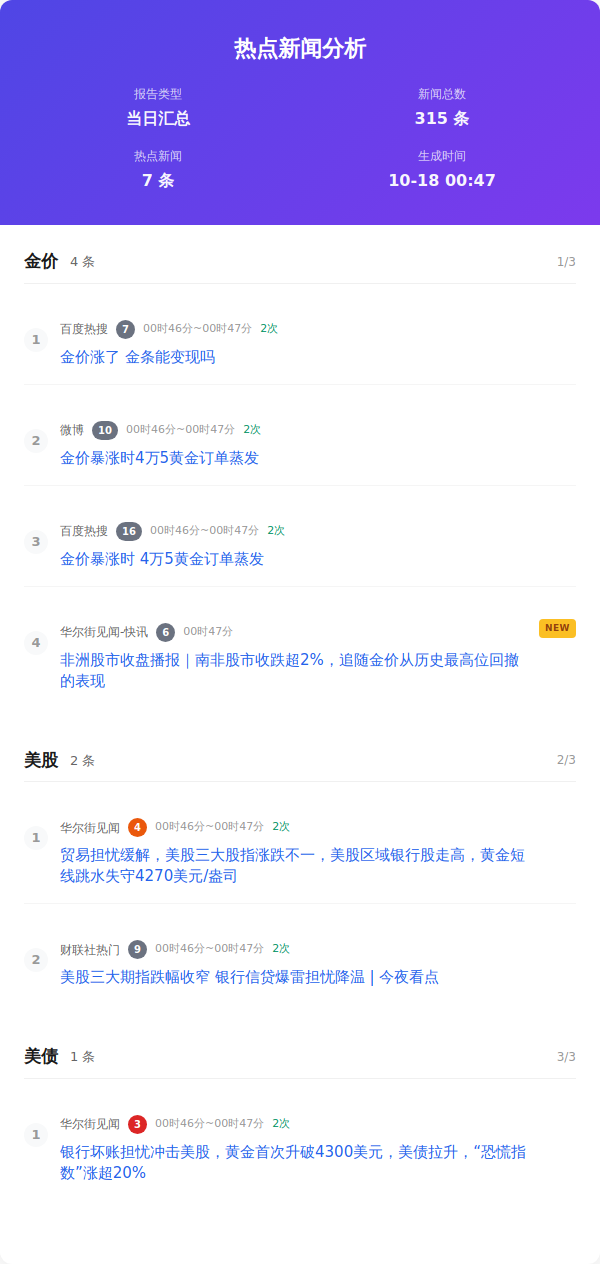 热点新闻分析
报告类型
新闻总数
当日汇总
315 条
热点新闻
生成时间
7 条
10-18 00:47
金价 4 条 1/3
1
百度热搜 7 00时46分~00时47分 2次
金价涨了 金条能变现吗
2
微博 10 00时46分~00时47分 2次
金价暴涨时4万5黄金订单蒸发
3
百度热搜 16 00时46分~00时47分 2次
金价暴涨时 4万5黄金订单蒸发
4
华尔街见闻-快讯 6 00时47分 NEW
非洲股市收盘播报｜南非股市收跌超2%，追随金价从历史最高位回撤
的表现
美股 2 条 2/3
1
华尔街见闻 4 00时46分~00时47分 2次
贸易担忧缓解，美股三大股指涨跌不一，美股区域银行股走高，黄金短
线跳水失守4270美元/盎司
2
财联社热门 9 00时46分~00时47分 2次
美股三大期指跌幅收窄 银行信贷爆雷担忧降温 | 今夜看点
美债 1 条 3/3
1
华尔街见闻 3 00时46分~00时47分 2次
银行坏账担忧冲击美股，黄金首次升破4300美元，美债拉升，“恐慌指
数”涨超20%